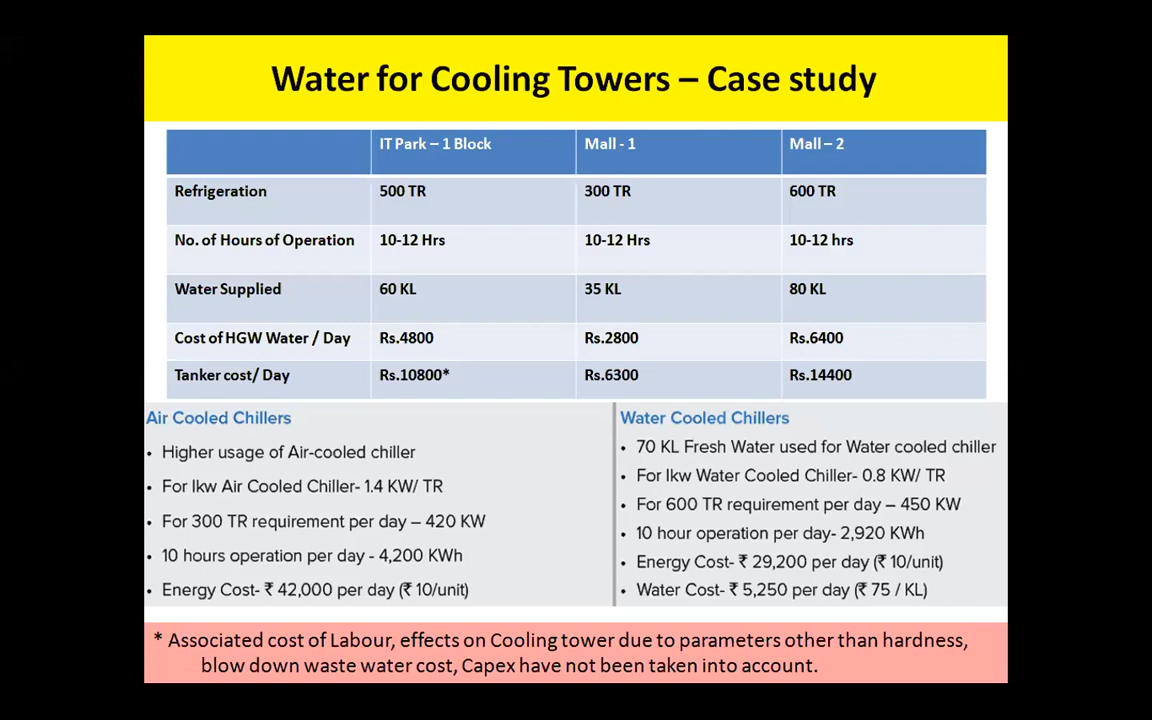 Water for Cooling Towers – Case study
IT Park – 1 Block Mall - 1 Mall – 2
Refrigeration 500 TR 300 TR 600 TR
No. of Hours of Operation 10-12 Hrs 10-12 Hrs 10-12 hrs
Water Supplied 60 KL 35 KL 80 KL
Cost of HGW Water / Day Rs.4800 Rs.2800 Rs.6400
Tanker cost/ Day Rs.10800* Rs.6300 Rs.14400
Air Cooled Chillers
• Higher usage of Air-cooled chiller
• For Ikw Air Cooled Chiller- 1.4 KW/ TR
• For 300 TR requirement per day – 420 KW
• 10 hours operation per day - 4,200 KWh
• Energy Cost- ₹ 42,000 per day (₹ 10/unit)
Water Cooled Chillers
• 70 KL Fresh Water used for Water cooled chiller
• For Ikw Water Cooled Chiller- 0.8 KW/ TR
• For 600 TR requirement per day – 450 KW
• 10 hour operation per day- 2,920 KWh
• Energy Cost- ₹ 29,200 per day (₹ 10/unit)
• Water Cost- ₹ 5,250 per day (₹ 75 / KL)
* Associated cost of Labour, effects on Cooling tower due to parameters other than hardness,
blow down waste water cost, Capex have not been taken into account.